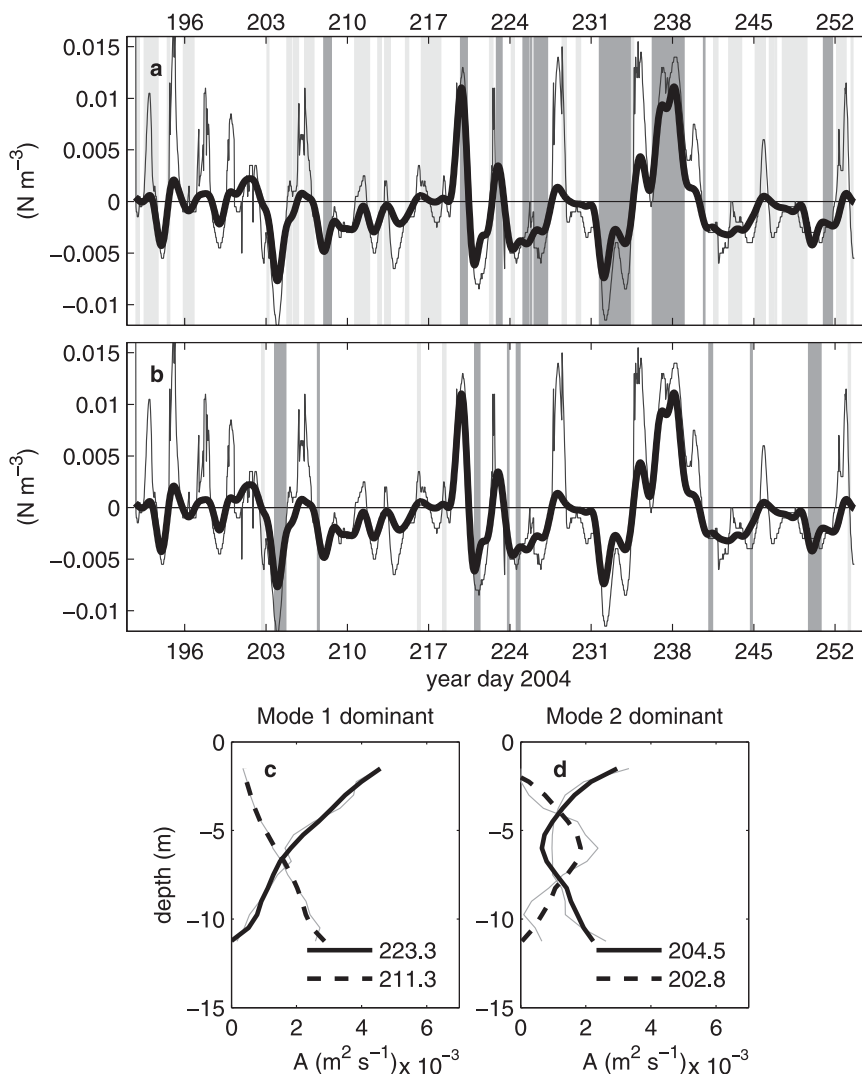 196 203 210 217 224 231 238 245 252
a
0.015
0.01
0.005
0
−0.005
−0.01
(N m−3)
b
0.015
0.01
0.005
0
−0.005
−0.01
(N m−3)
196 203 210 217 224 231 238 245 252
year day 2004
Mode 1 dominant
Mode 2 dominant
c
0
−5
−10
−15
depth (m)
223.3
211.3
0 2 4 6
A (m2 s−1) x 10−3
d
204.5
202.8
0 2 4 6
A (m2 s−1) x 10−3